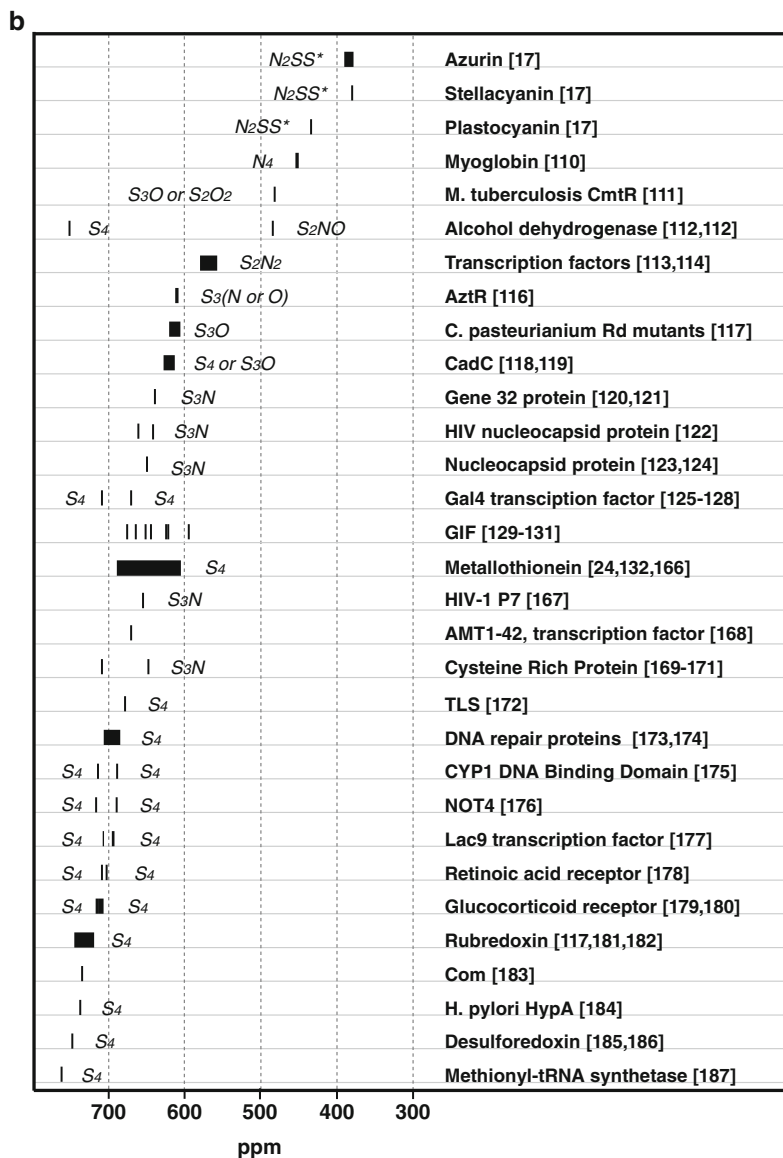 b
N2SS* Azurin [17]
N2SS* Stellacyanin [17]
N2SS* Plastocyanin [17]
N4 Myoglobin [110]
S3O or S2O2 M. tuberculosis CmtR [111]
S4 S2NO Alcohol dehydrogenase [112,112]
S2N2 Transcription factors [113,114]
S3(N or O) AztR [116]
S3O C. pasteurianium Rd mutants [117]
S4 or S3O CadC [118,119]
S3N Gene 32 protein [120,121]
S3N HIV nucleocapsid protein [122]
S3N Nucleocapsid protein [123,124]
S4 S4 Gal4 transciption factor [125-128]
GIF [129-131]
S4 Metallothionein [24,132,166]
S3N HIV-1 P7 [167]
AMT1-42, transcription factor [168]
S3N Cysteine Rich Protein [169-171]
S4 TLS [172]
S4 DNA repair proteins [173,174]
S4 S4 CYP1 DNA Binding Domain [175]
S4 S4 NOT4 [176]
S4 S4 Lac9 transcription factor [177]
S4 S4 Retinoic acid receptor [178]
S4 S4 Glucocorticoid receptor [179,180]
S4 Rubredoxin [117,181,182]
Com [183]
S4 H. pylori HypA [184]
S4 Desulforedoxin [185,186]
S4 Methionyl-tRNA synthetase [187]
700 600 500 400 300
ppm